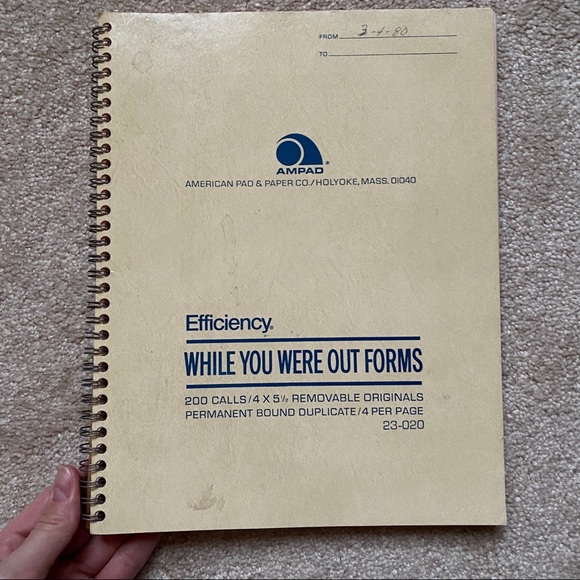 FROM 3-4-80
TO
AMPAD®
AMERICAN PAD & PAPER CO./HOLYOKE, MASS. 01040
Efficiency®
WHILE YOU WERE OUT FORMS
200 CALLS/4 X 5½ REMOVABLE ORIGINALS
PERMANENT BOUND DUPLICATE/4 PER PAGE
23-020